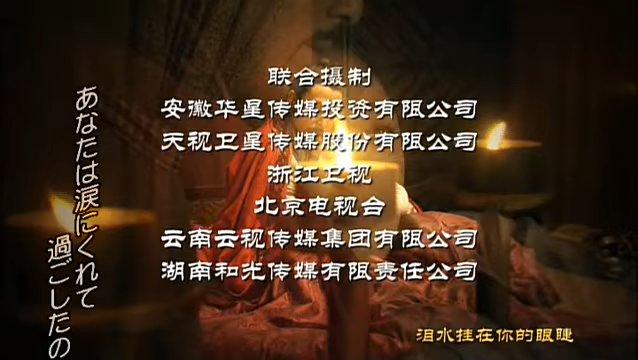 联合摄制
安徽华星传媒投资有限公司
天视卫星传媒股份有限公司
浙江卫视
北京电视台
云南云视传媒集团有限公司
湖南和光传媒有限责任公司
あなたは涙にくれて
過ごしたの
泪水挂在你的眼睫